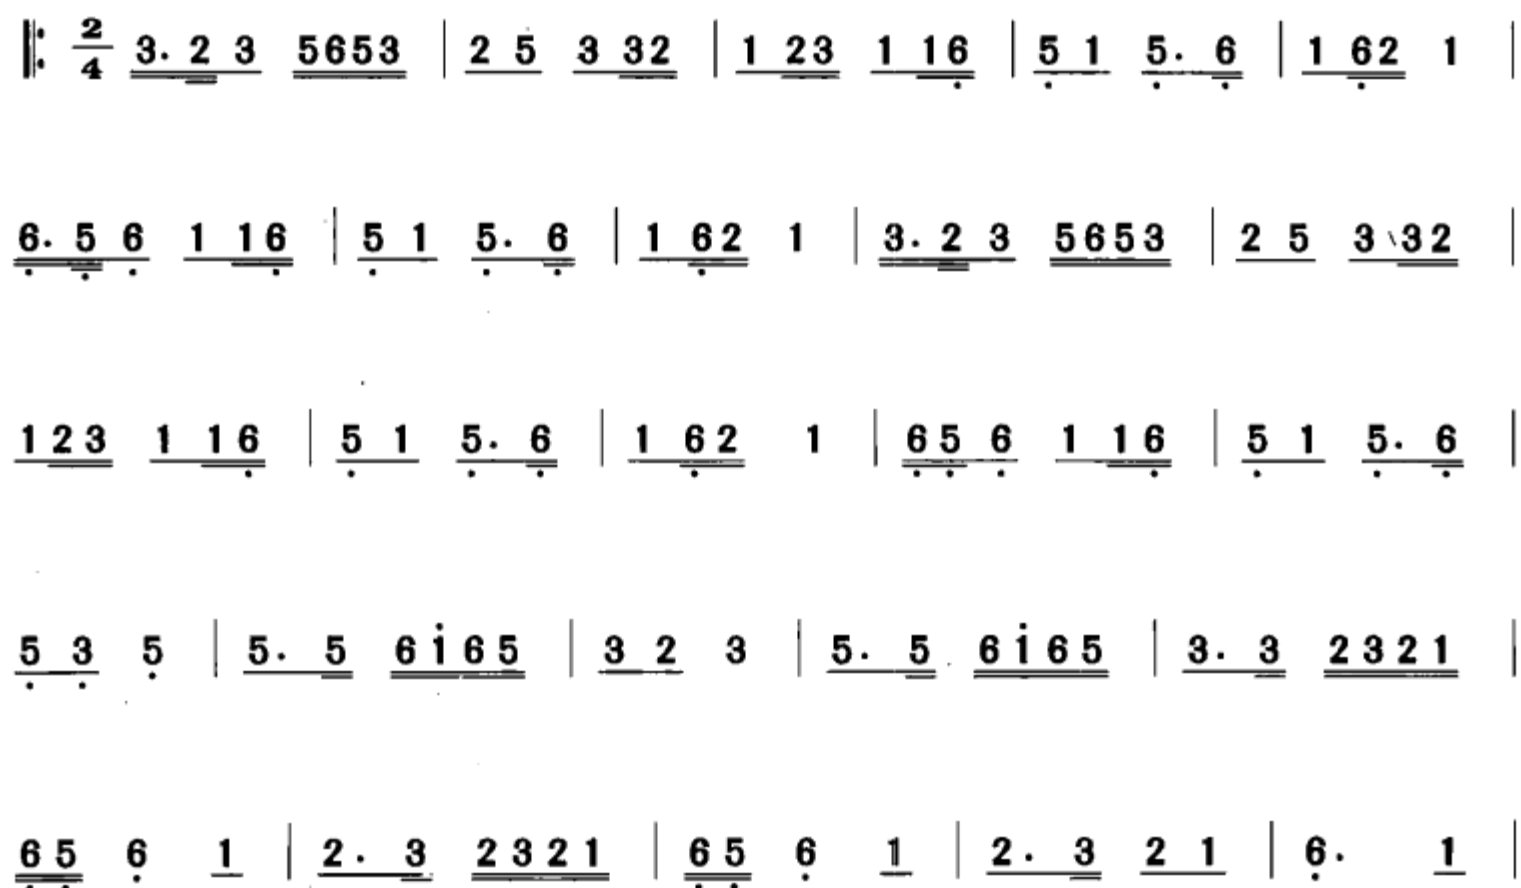 2/4 3. 2 3 5653 | 2 5 3 32 | 1 23 1 16 | 5 1 5. 6 | 1 62 1 |
6. 5 6 1 16 | 5 1 5. 6 | 1 62 1 | 3. 2 3 5653 | 2 5 3 32 |
123 1 16 | 5 1 5. 6 | 1 62 1 | 65 6 1 16 | 5 1 5. 6 |
5 3 5 | 5. 5 6i65 | 3 2 3 | 5. 5 6i65 | 3. 3 2321 |
65 6 1 | 2. 3 2321 | 65 6 1 | 2. 3 2 1 | 6. 1 |